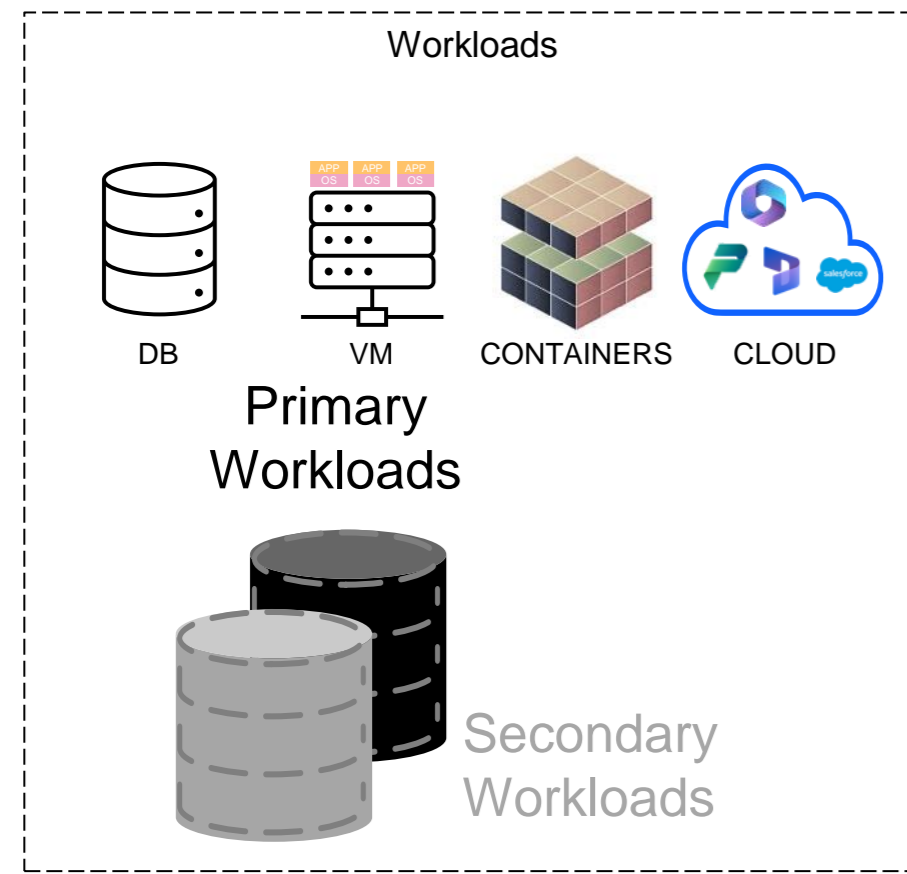 Workloads
APP APP APP
OS OS OS
salesforce
DB VM CONTAINERS CLOUD
Primary
Workloads
Secondary
Workloads